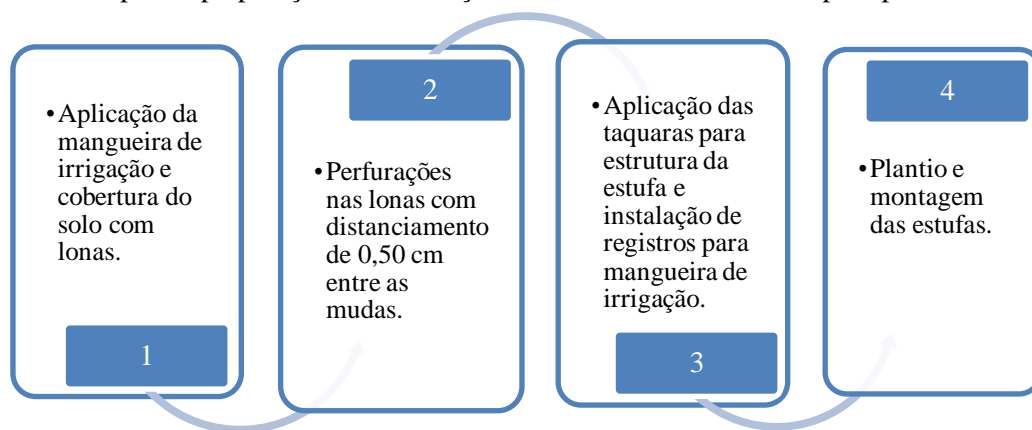 1
•Aplicação da
mangueira de
irrigação e
cobertura do
solo com
lonas.
2
•Perfurações
nas lonas com
distanciamento
de 0,50 cm
entre as
mudas.
3
•Aplicação das
taquaras para
estrutura da
estufa e
instalação de
registros para
mangueira de
irrigação.
4
•Plantio e
montagem
das estufas.